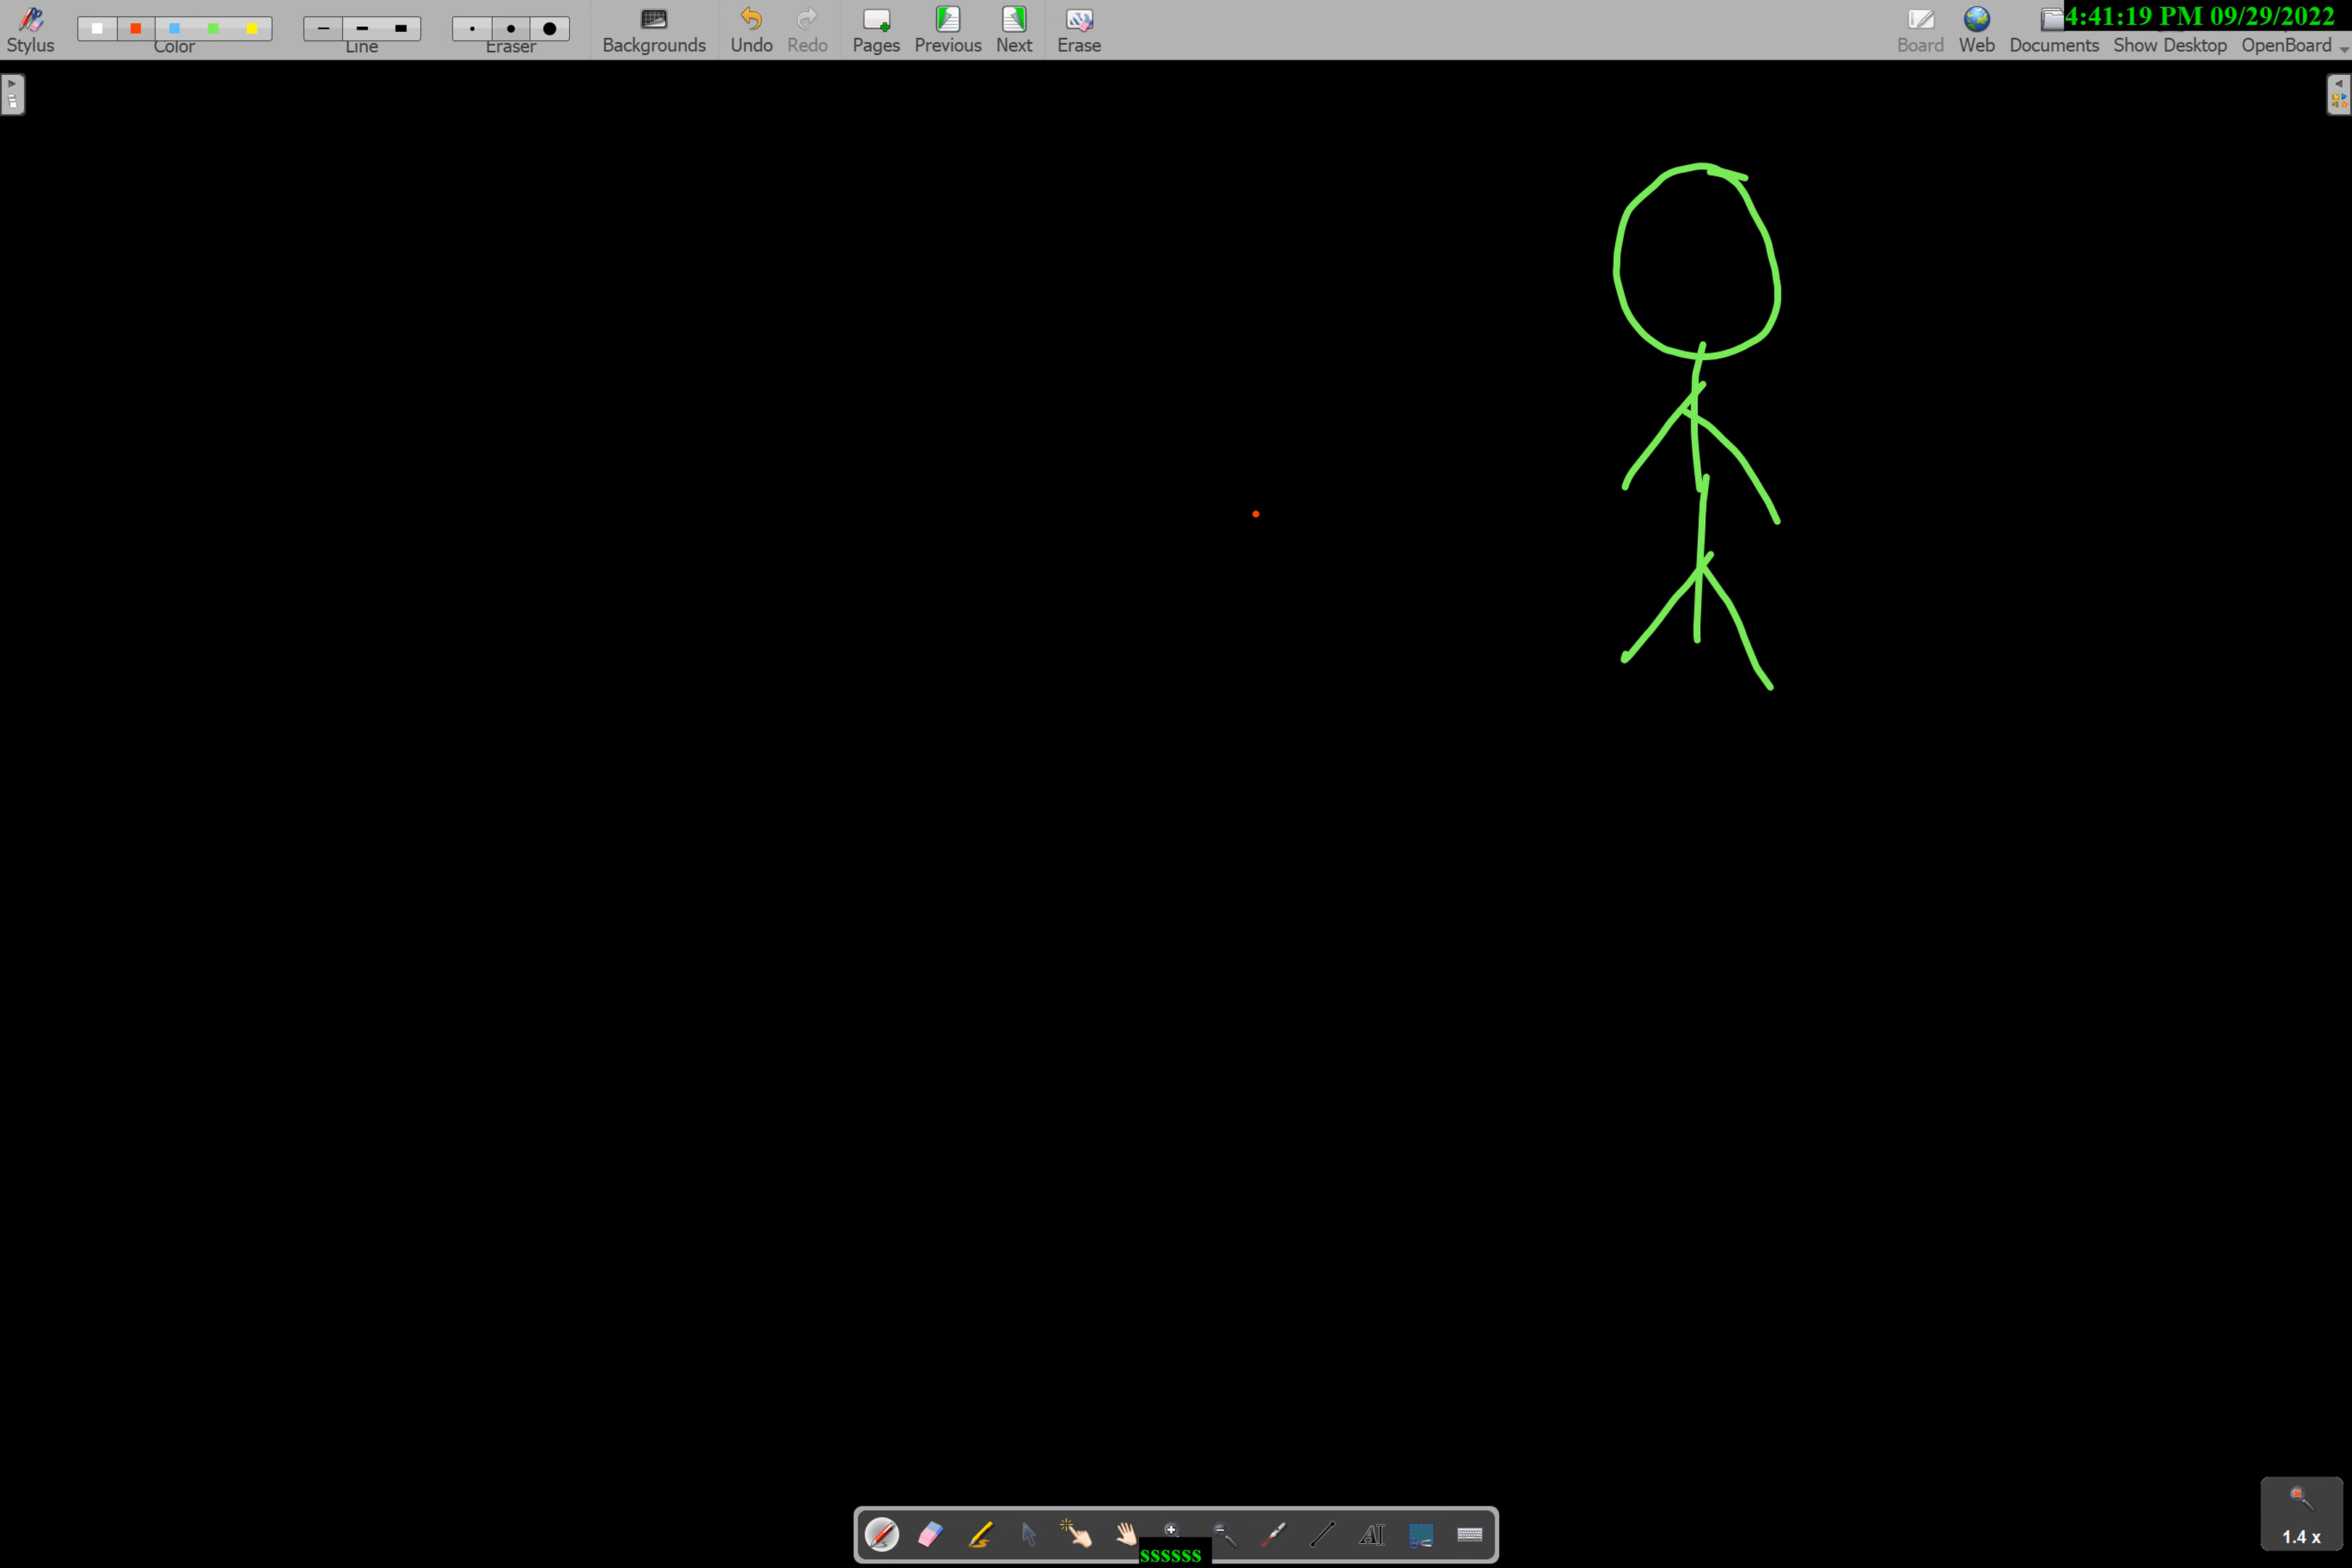 4:41:19 PM 09/29/2022
Stylus Color Line Eraser Backgrounds Undo Redo Pages Previous Next Erase Board Web Documents Show Desktop OpenBoard
AI
ssssss
1.4 x